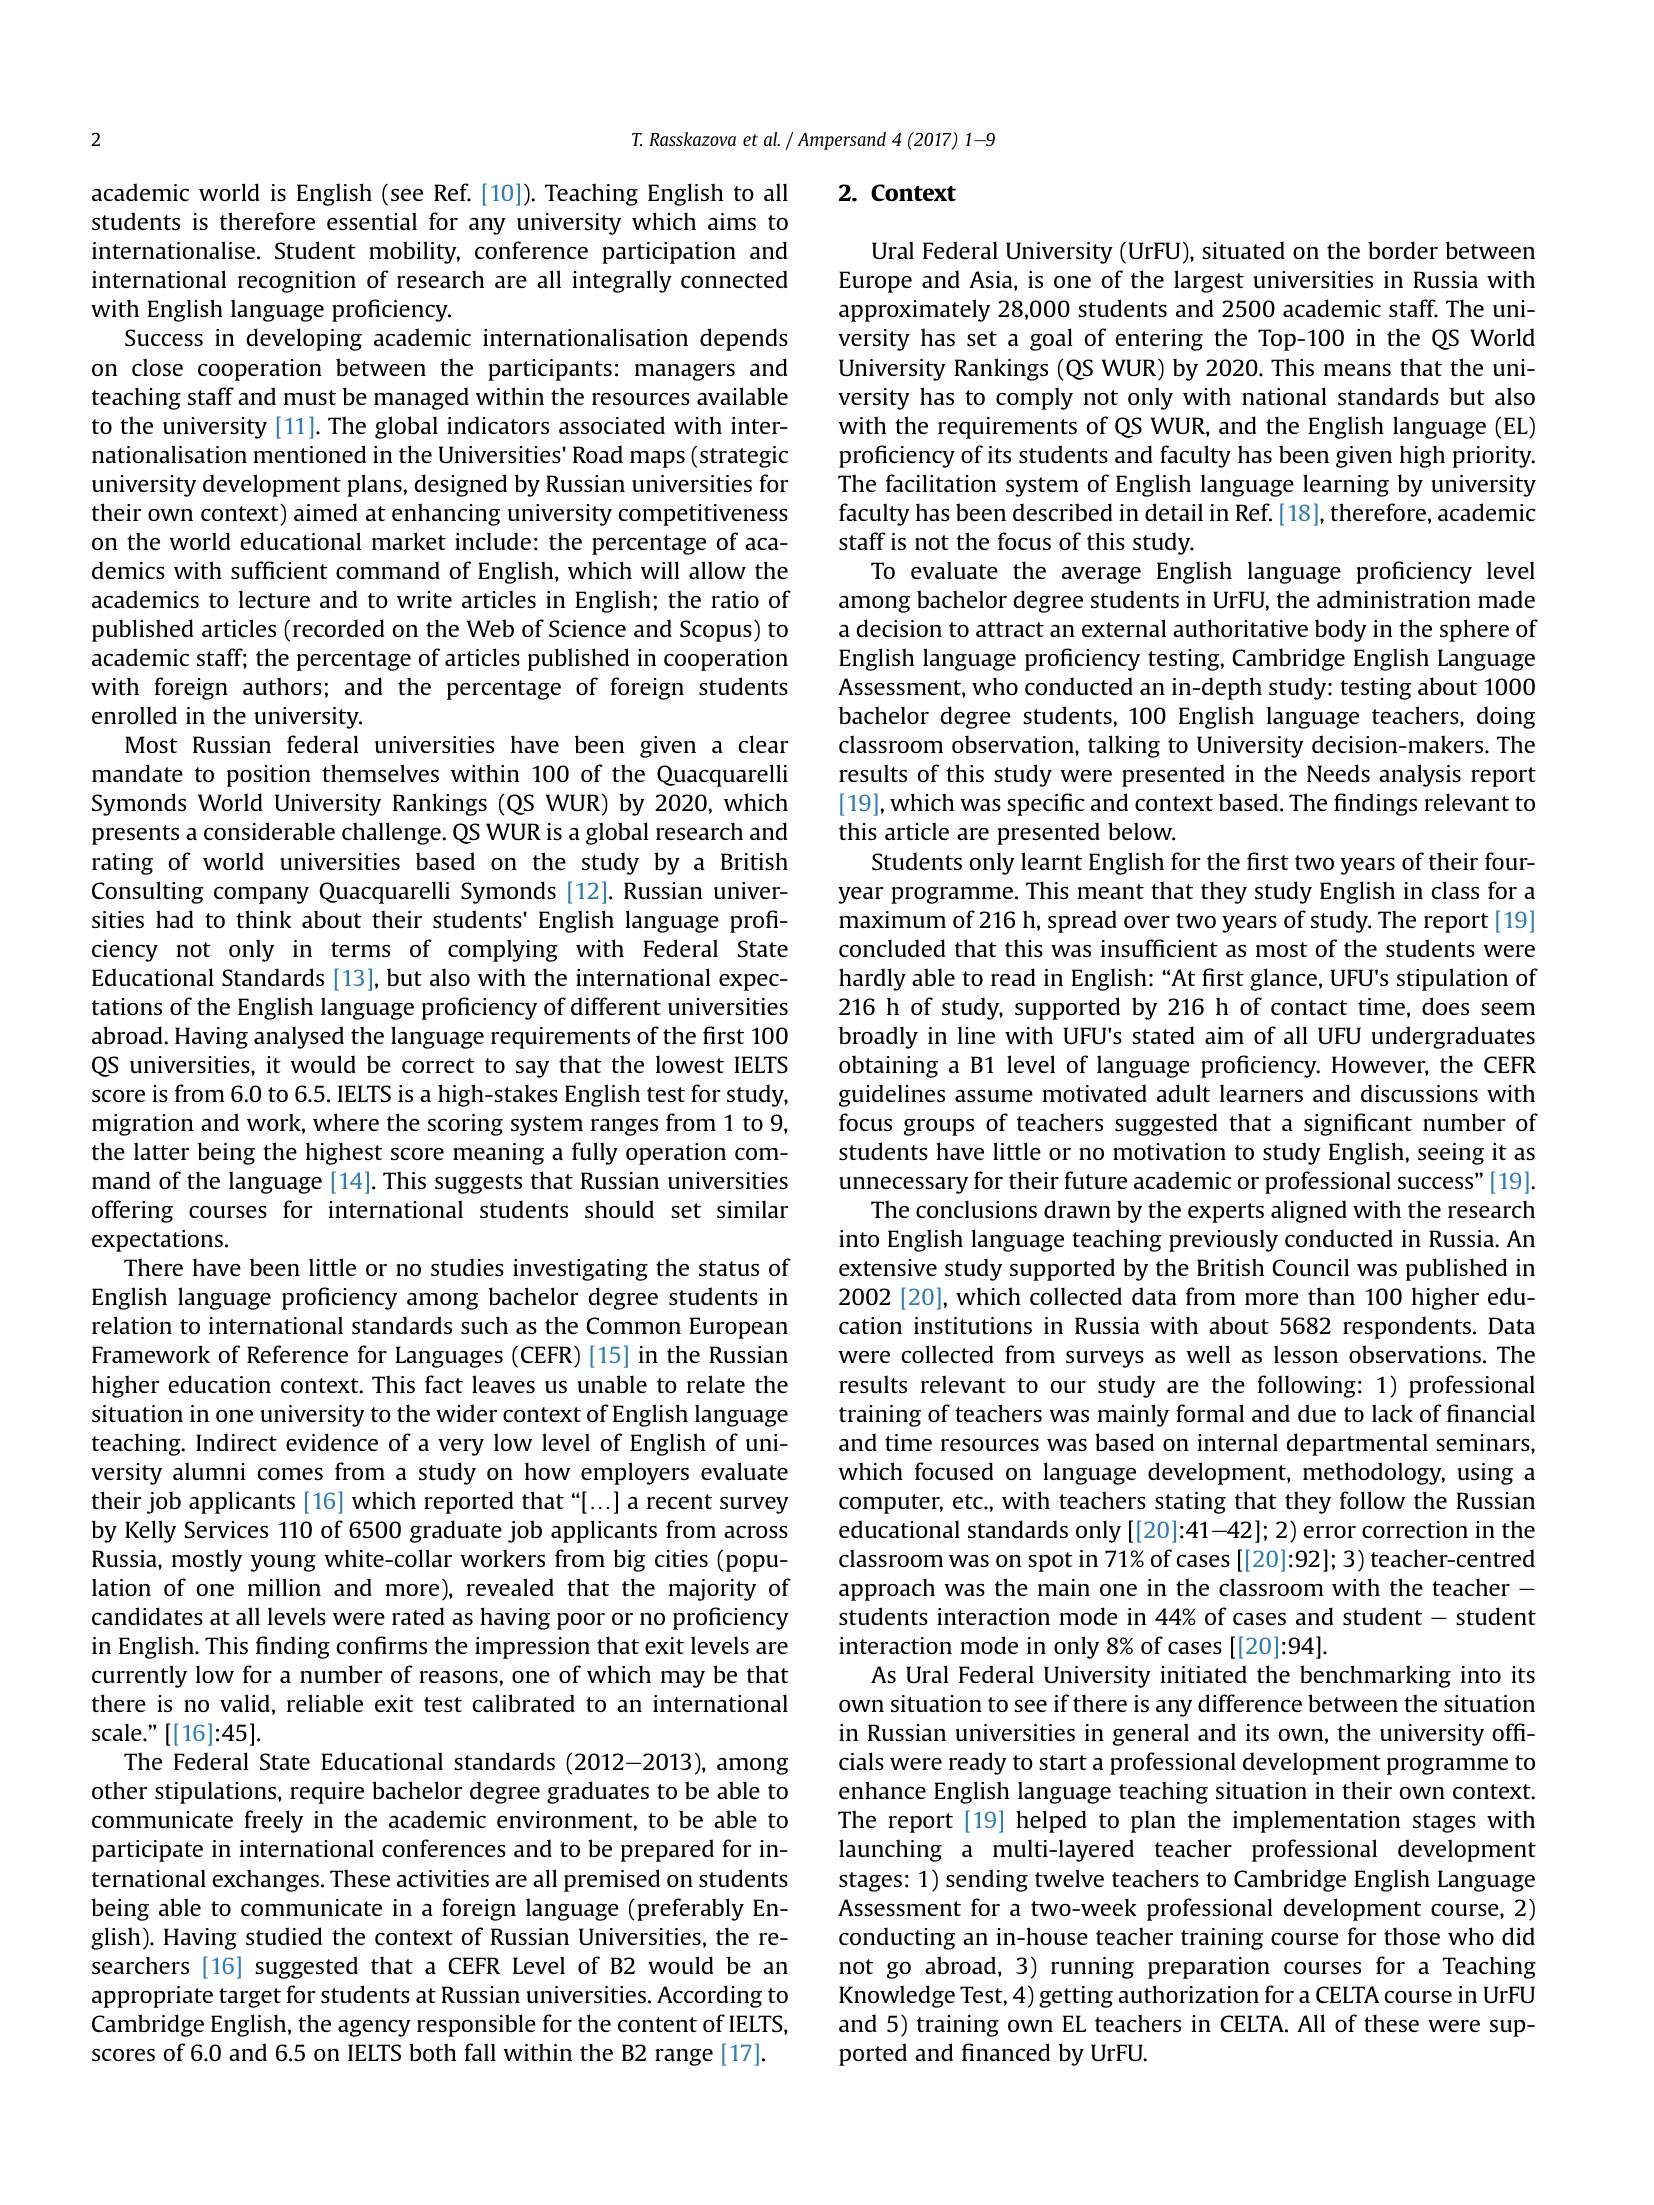 2
T. Rasskazova et al. / Ampersand 4 (2017) 1–9
academic world is English (see Ref. [10]). Teaching English to all
students is therefore essential for any university which aims to
internationalise. Student mobility, conference participation and
international recognition of research are all integrally connected
with English language proficiency.
Success in developing academic internationalisation depends
on close cooperation between the participants: managers and
teaching staff and must be managed within the resources available
to the university [11]. The global indicators associated with inter-
nationalisation mentioned in the Universities' Road maps (strategic
university development plans, designed by Russian universities for
their own context) aimed at enhancing university competitiveness
on the world educational market include: the percentage of aca-
demics with sufficient command of English, which will allow the
academics to lecture and to write articles in English; the ratio of
published articles (recorded on the Web of Science and Scopus) to
academic staff; the percentage of articles published in cooperation
with foreign authors; and the percentage of foreign students
enrolled in the university.
Most Russian federal universities have been given a clear
mandate to position themselves within 100 of the Quacquarelli
Symonds World University Rankings (QS WUR) by 2020, which
presents a considerable challenge. QS WUR is a global research and
rating of world universities based on the study by a British
Consulting company Quacquarelli Symonds [12]. Russian univer-
sities had to think about their students' English language profi-
ciency not only in terms of complying with Federal State
Educational Standards [13], but also with the international expec-
tations of the English language proficiency of different universities
abroad. Having analysed the language requirements of the first 100
QS universities, it would be correct to say that the lowest IELTS
score is from 6.0 to 6.5. IELTS is a high-stakes English test for study,
migration and work, where the scoring system ranges from 1 to 9,
the latter being the highest score meaning a fully operation com-
mand of the language [14]. This suggests that Russian universities
offering courses for international students should set similar
expectations.
There have been little or no studies investigating the status of
English language proficiency among bachelor degree students in
relation to international standards such as the Common European
Framework of Reference for Languages (CEFR) [15] in the Russian
higher education context. This fact leaves us unable to relate the
situation in one university to the wider context of English language
teaching. Indirect evidence of a very low level of English of uni-
versity alumni comes from a study on how employers evaluate
their job applicants [16] which reported that “[…] a recent survey
by Kelly Services 110 of 6500 graduate job applicants from across
Russia, mostly young white-collar workers from big cities (popu-
lation of one million and more), revealed that the majority of
candidates at all levels were rated as having poor or no proficiency
in English. This finding confirms the impression that exit levels are
currently low for a number of reasons, one of which may be that
there is no valid, reliable exit test calibrated to an international
scale.” [[16]:45].
The Federal State Educational standards (2012–2013), among
other stipulations, require bachelor degree graduates to be able to
communicate freely in the academic environment, to be able to
participate in international conferences and to be prepared for in-
ternational exchanges. These activities are all premised on students
being able to communicate in a foreign language (preferably En-
glish). Having studied the context of Russian Universities, the re-
searchers [16] suggested that a CEFR Level of B2 would be an
appropriate target for students at Russian universities. According to
Cambridge English, the agency responsible for the content of IELTS,
scores of 6.0 and 6.5 on IELTS both fall within the B2 range [17].
2. Context
Ural Federal University (UrFU), situated on the border between
Europe and Asia, is one of the largest universities in Russia with
approximately 28,000 students and 2500 academic staff. The uni-
versity has set a goal of entering the Top-100 in the QS World
University Rankings (QS WUR) by 2020. This means that the uni-
versity has to comply not only with national standards but also
with the requirements of QS WUR, and the English language (EL)
proficiency of its students and faculty has been given high priority.
The facilitation system of English language learning by university
faculty has been described in detail in Ref. [18], therefore, academic
staff is not the focus of this study.
To evaluate the average English language proficiency level
among bachelor degree students in UrFU, the administration made
a decision to attract an external authoritative body in the sphere of
English language proficiency testing, Cambridge English Language
Assessment, who conducted an in-depth study: testing about 1000
bachelor degree students, 100 English language teachers, doing
classroom observation, talking to University decision-makers. The
results of this study were presented in the Needs analysis report
[19], which was specific and context based. The findings relevant to
this article are presented below.
Students only learnt English for the first two years of their four-
year programme. This meant that they study English in class for a
maximum of 216 h, spread over two years of study. The report [19]
concluded that this was insufficient as most of the students were
hardly able to read in English: “At first glance, UFU's stipulation of
216 h of study, supported by 216 h of contact time, does seem
broadly in line with UFU's stated aim of all UFU undergraduates
obtaining a B1 level of language proficiency. However, the CEFR
guidelines assume motivated adult learners and discussions with
focus groups of teachers suggested that a significant number of
students have little or no motivation to study English, seeing it as
unnecessary for their future academic or professional success” [19].
The conclusions drawn by the experts aligned with the research
into English language teaching previously conducted in Russia. An
extensive study supported by the British Council was published in
2002 [20], which collected data from more than 100 higher edu-
cation institutions in Russia with about 5682 respondents. Data
were collected from surveys as well as lesson observations. The
results relevant to our study are the following: 1) professional
training of teachers was mainly formal and due to lack of financial
and time resources was based on internal departmental seminars,
which focused on language development, methodology, using a
computer, etc., with teachers stating that they follow the Russian
educational standards only [[20]:41–42]; 2) error correction in the
classroom was on spot in 71% of cases [[20]:92]; 3) teacher-centred
approach was the main one in the classroom with the teacher –
students interaction mode in 44% of cases and student – student
interaction mode in only 8% of cases [[20]:94].
As Ural Federal University initiated the benchmarking into its
own situation to see if there is any difference between the situation
in Russian universities in general and its own, the university offi-
cials were ready to start a professional development programme to
enhance English language teaching situation in their own context.
The report [19] helped to plan the implementation stages with
launching a multi-layered teacher professional development
stages: 1) sending twelve teachers to Cambridge English Language
Assessment for a two-week professional development course, 2)
conducting an in-house teacher training course for those who did
not go abroad, 3) running preparation courses for a Teaching
Knowledge Test, 4) getting authorization for a CELTA course in UrFU
and 5) training own EL teachers in CELTA. All of these were sup-
ported and financed by UrFU.